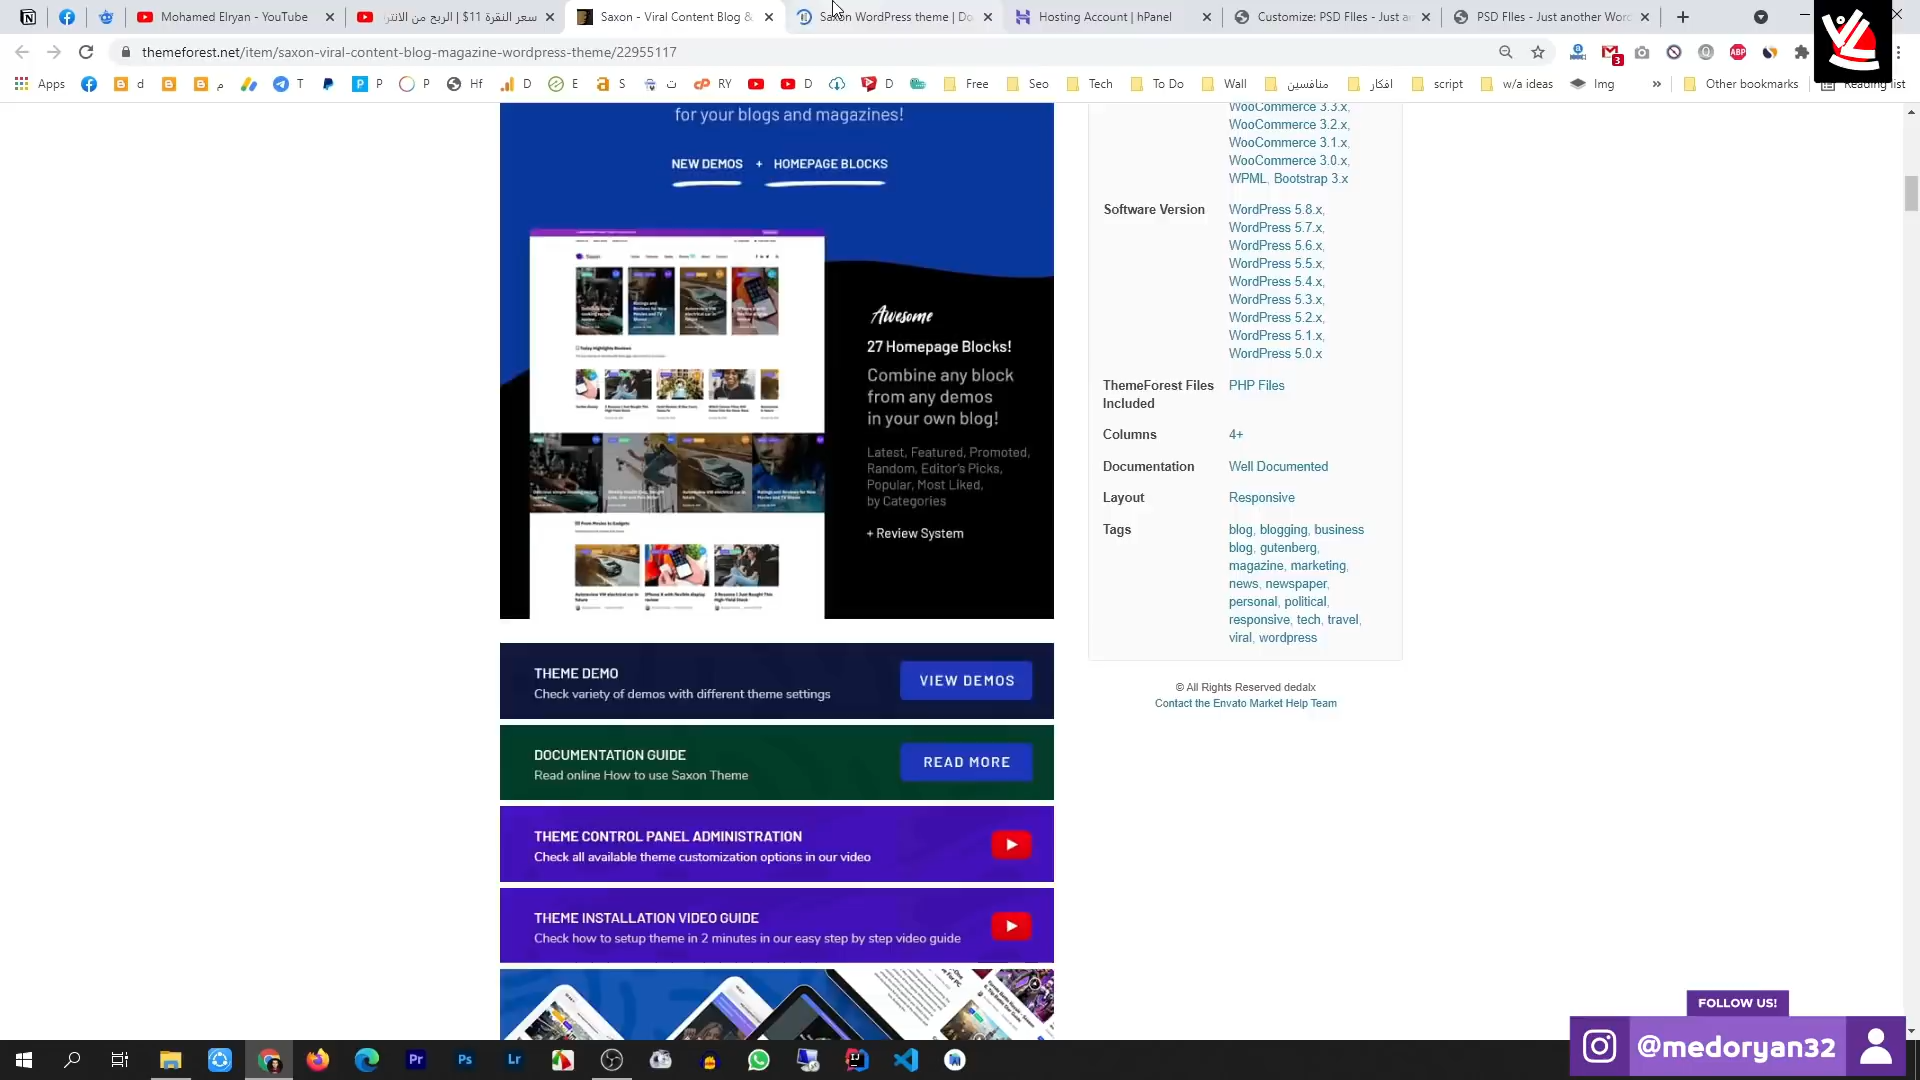 Mohamed Elryan - YouTube
سعر النقرة 11$ | الربح من الانتر
Saxon - Viral Content Blog &
Saxon WordPress theme | Do
Hosting Account | hPanel
Customize: PSD FIles - Just a
PSD FIles - Just another Wor
themeforest.net/item/saxon-viral-content-blog-magazine-wordpress-theme/22955117
Apps
d
م
T
P
P
Hf
D
E
S
ت
RY
D
D
Free
Seo
Tech
To Do
Wall
منافسين
افكار
script
w/a ideas
Img
»
Other bookmarks
Reading list
for your blogs and magazines!
NEW DEMOS + HOMEPAGE BLOCKS
Awesome
27 Homepage Blocks!
Combine any block
from any demos
in your own blog!
Latest, Featured, Promoted,
Random, Editor's Picks,
Popular, Most Liked,
by Categories
+ Review System
THEME DEMO
Check variety of demos with different theme settings
VIEW DEMOS
DOCUMENTATION GUIDE
Read online How to use Saxon Theme
READ MORE
THEME CONTROL PANEL ADMINISTRATION
Check all available theme customization options in our video
THEME INSTALLATION VIDEO GUIDE
Check how to setup theme in 2 minutes in our easy step by step video guide
WooCommerce 3.3.x,
WooCommerce 3.2.x,
WooCommerce 3.1.x,
WooCommerce 3.0.x,
WPML, Bootstrap 3.x
Software Version
WordPress 5.8.x,
WordPress 5.7.x,
WordPress 5.6.x,
WordPress 5.5.x,
WordPress 5.4.x,
WordPress 5.3.x,
WordPress 5.2.x,
WordPress 5.1.x,
WordPress 5.0.x
ThemeForest Files
Included
PHP Files
Columns
4+
Documentation
Well Documented
Layout
Responsive
Tags
blog, blogging, business
blog, gutenberg,
magazine, marketing,
news, newspaper,
personal, political,
responsive, tech, travel,
viral, wordpress
© All Rights Reserved dedalx
Contact the Envato Market Help Team
FOLLOW US!
@medoryan32
Pr
Ps
Lr